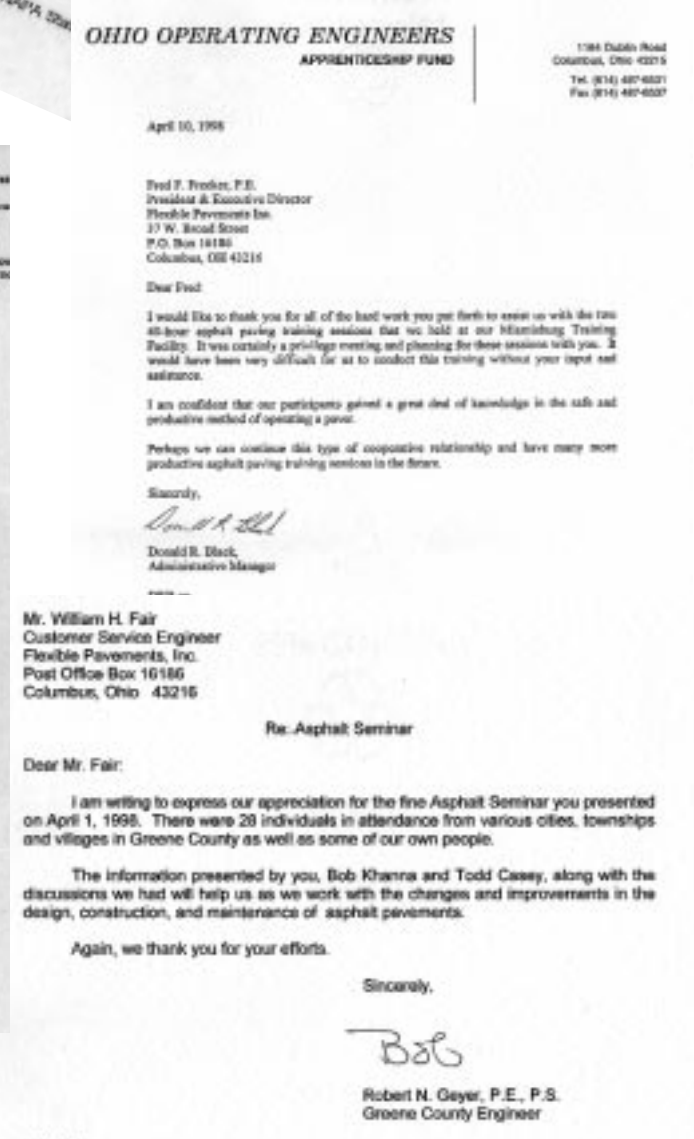 OHIO OPERATING ENGINEERS
APPRENTICESHIP FUND
1184 Dublin Road
Columbus, Ohio 43215
Tel. (614)
Fax (614)
April 10, 1998
Fred F. Frecker, P.E.
President & Executive Director
Flexible Pavements Inc.
37 W. Broad Street
P.O. Box 16186
Columbus, OH 43216
Dear Fred:
I would like to thank you for all of the hard work you put forth to assist us with the two
40-hour asphalt paving training sessions that we held at our Miamisburg Training
Facility. It was certainly a privilege meeting and planning for these sessions with you. It
would have been very difficult for us to conduct this training without your input and
assistance.
I am confident that our participants gained a great deal of knowledge in the safe and
productive method of operating a paver.
Perhaps we can continue this type of cooperative relationship and have many more
productive asphalt paving training sessions in the future.
Sincerely,
Donald R. Black,
Administrative Manager
Mr. William H. Fair
Customer Service Engineer
Flexible Pavements, Inc.
Post Office Box 16186
Columbus, Ohio 43216
Re: Asphalt Seminar
Dear Mr. Fair:
I am writing to express our appreciation for the fine Asphalt Seminar you presented
on April 1, 1998. There were 28 individuals in attendance from various cities, townships
and villages in Greene County as well as some of our own people.
The information presented by you, Bob Khanna and Todd Casey, along with the
discussions we had will help us as we work with the changes and improvements in the
design, construction, and maintenance of asphalt pavements.
Again, we thank you for your efforts.
Sincerely,
Bob
Robert N. Geyer, P.E., P.S.
Greene County Engineer